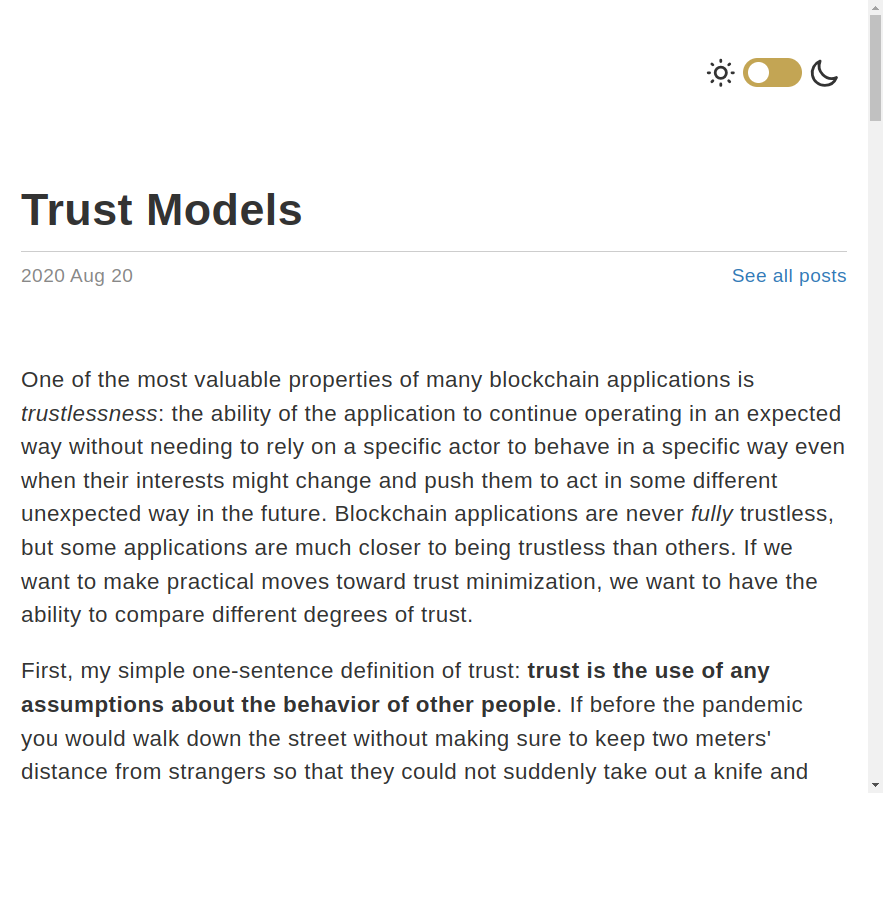 Trust Models
2020 Aug 20
See all posts
One of the most valuable properties of many blockchain applications is
trustlessness: the ability of the application to continue operating in an expected
way without needing to rely on a specific actor to behave in a specific way even
when their interests might change and push them to act in some different
unexpected way in the future. Blockchain applications are never fully trustless,
but some applications are much closer to being trustless than others. If we
want to make practical moves toward trust minimization, we want to have the
ability to compare different degrees of trust.
First, my simple one-sentence definition of trust: trust is the use of any
assumptions about the behavior of other people. If before the pandemic
you would walk down the street without making sure to keep two meters'
distance from strangers so that they could not suddenly take out a knife and